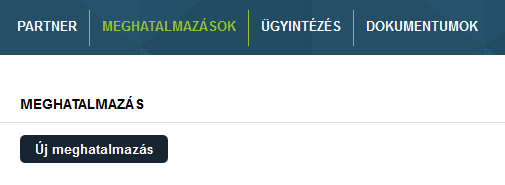 PARTNER MEGHATALMAZÁSOK ÜGYINTÉZÉS DOKUMENTUMOK
MEGHATALMAZÁS
Új meghatalmazás